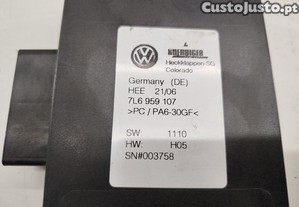 CustoJusto.pt
HOERBIGER
Heckklappen SG
Colorado
Germany (DE)
HEE 21/06
7L6 959 107
>PC / PA6-30GF<
SW: 1110
HW: H05
SN#003758